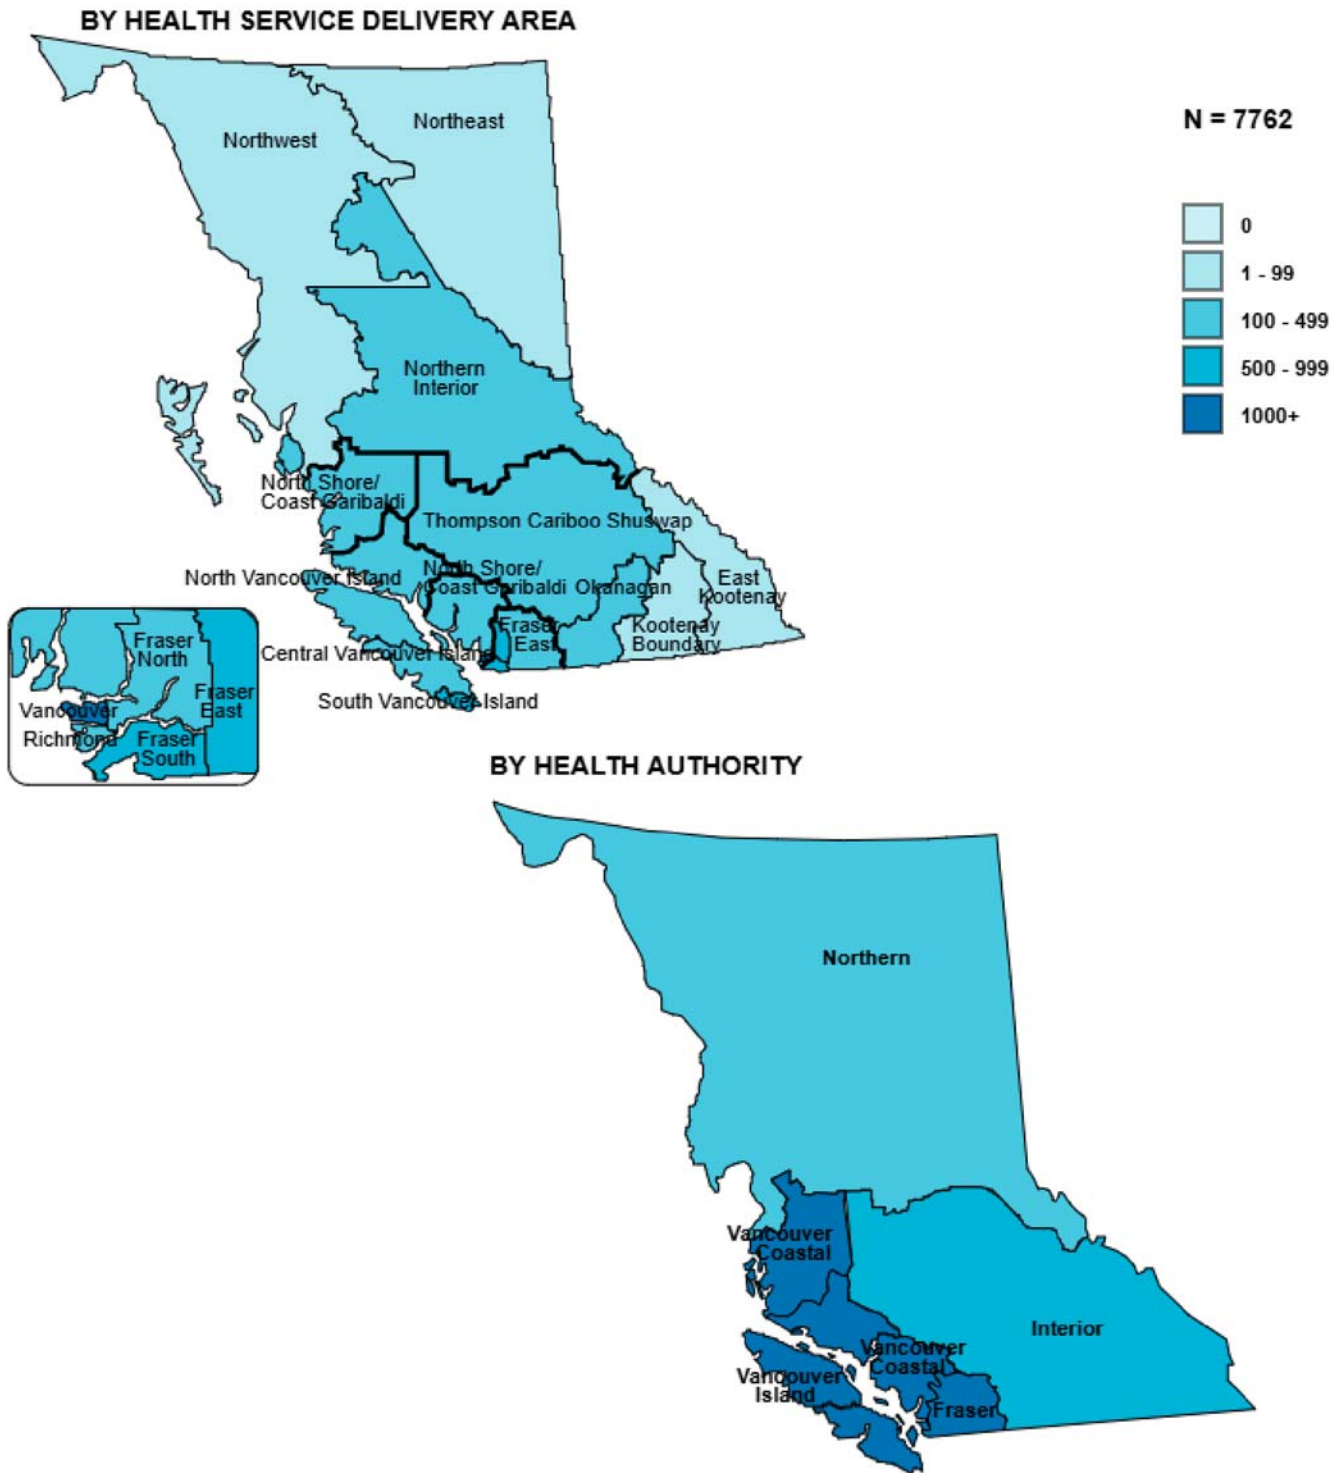 BY HEALTH SERVICE DELIVERY AREA
Northwest
Northeast
N = 7762
0
1 - 99
100 - 499
500 - 999
1000+
Northern
Interior
North Shore/
Coast Garibaldi
Thompson Cariboo Shuswap
North Vancouver Island
North Shore/
Coast Garibaldi
Okanagan
East
Kootenay
Kootenay
Boundary
Fraser
East
Central Vancouver Island
South Vancouver Island
Fraser
North
Fraser
East
Vancouver
Richmond
Fraser
South
BY HEALTH AUTHORITY
Northern
Vancouver
Coastal
Interior
Vancouver
Coastal
Vancouver
Island
Fraser